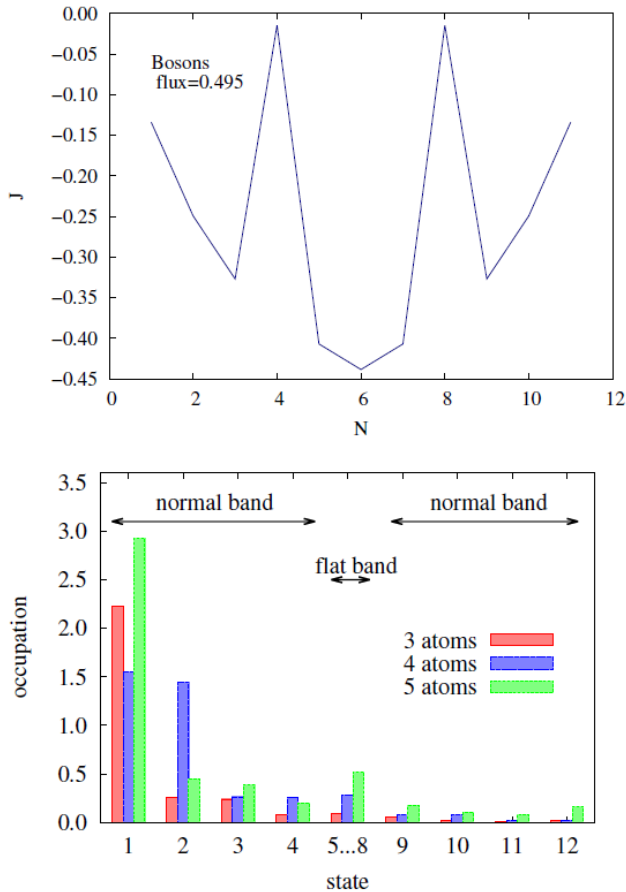 0.00
−0.05
−0.10
−0.15
−0.20
−0.25
−0.30
−0.35
−0.40
−0.45
J
Bosons
flux=0.495
0 2 4 6 8 10 12
N
3.5
3.0
2.5
2.0
1.5
1.0
0.5
0.0
occupation
normal band normal band
flat band
3 atoms
4 atoms
5 atoms
1 2 3 4 5...8 9 10 11 12
state